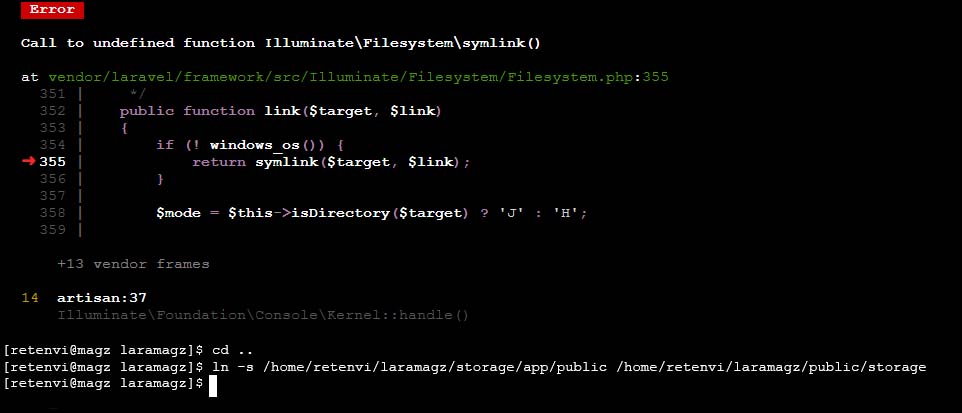 Error
Call to undefined function Illuminate\Filesystem\symlink()
at vendor/laravel/framework/src/Illuminate/Filesystem/Filesystem.php:355
351 |     */
352 |    public function link($target, $link)
353 |    {
354 |        if (! windows_os()) {
➜ 355 |            return symlink($target, $link);
356 |        }
357 |
358 |        $mode = $this->isDirectory($target) ? 'J' : 'H';
359 |
+13 vendor frames
14  artisan:37
Illuminate\Foundation\Console\Kernel::handle()
[retenvi@magz laramagz]$ cd ..
[retenvi@magz laramagz]$ ln -s /home/retenvi/laramagz/storage/app/public /home/retenvi/laramagz/public/storage
[retenvi@magz laramagz]$